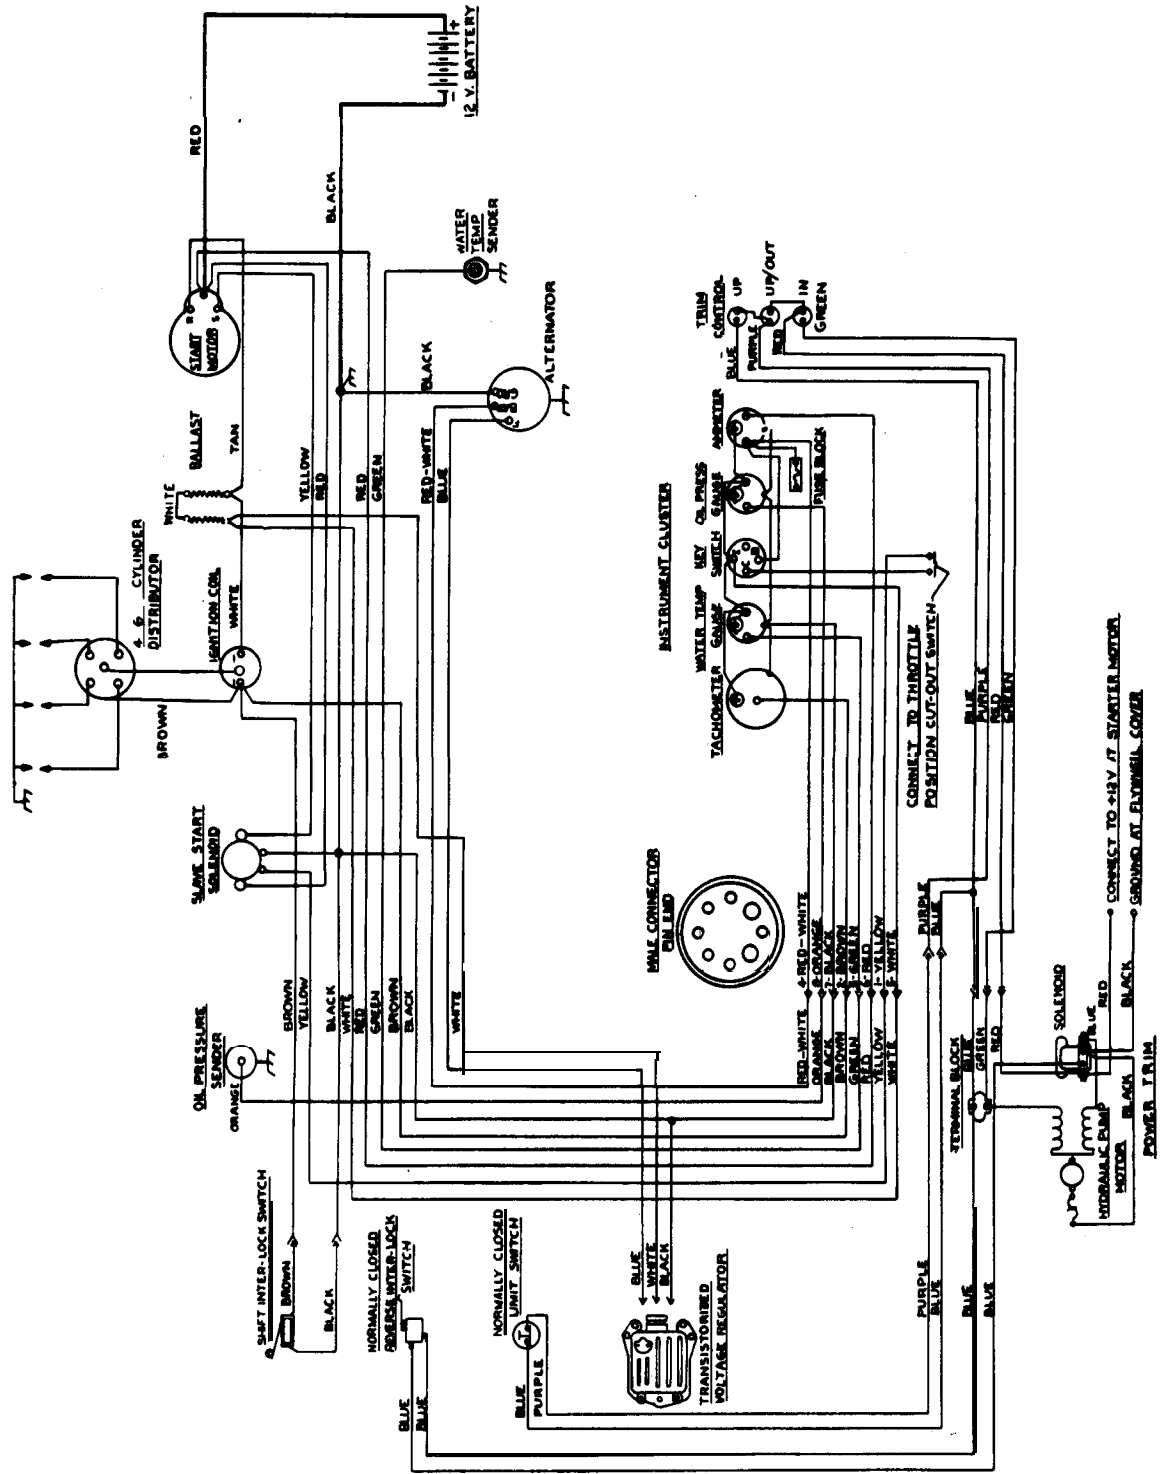 12 V. BATTERY
+
-
RED
BLACK
WATER
TEMP
SENDER
START
MOTOR
R
S
ALTERNATOR
BLACK
RED-WHITE
BLUE
BALLAST
TAN
WHITE
YELLOW
RED
RED
GREEN
4 6 CYLINDER
DISTRIBUTOR
IGNITION COIL
WHITE
BROWN
SLAVE START
SOLENOID
OIL PRESSURE
SENDER
ORANGE
BROWN
YELLOW
BLACK
WHITE
RED
GREEN
BROWN
BLACK
WHITE
SHIFT INTER-LOCK SWITCH
BROWN
BLACK
NORMALLY CLOSED
REVERSE INTER-LOCK
SWITCH
BLUE
BLUE
NORMALLY CLOSED
LIMIT SWITCH
BLUE
PURPLE
BLUE
WHITE
BLACK
TRANSISTORIZED
VOLTAGE REGULATOR
TRIM
CONTROL
UP
UP/OUT
IN
BLUE
PURPLE
RED
GREEN
INSTRUMENT CLUSTER
TACHOMETER
WATER TEMP
GAUGE
KEY
SWITCH
OIL PRESS
GAUGE
AMPMETER
FUSE BLOCK
CONNECT TO THROTTLE
POSITION CUT-OUT SWITCH
MALE CONNECTOR
PIN END
RED-WHITE 4-RED-WHITE
ORANGE 8-ORANGE
BLACK 7-BLACK
BROWN 2-BROWN
GREEN 3-GREEN
RED 6-RED
YELLOW 1-YELLOW
WHITE 5-WHITE
BLUE
PURPLE
RED
GREEN
PURPLE
BLUE
PURPLE
BLUE
BLUE
BLUE
TERMINAL BLOCK
BLUE
GREEN
RED
SOLENOID
BLUE
RED
BLACK
BLACK
CONNECT TO +12V AT STARTER MOTOR
GROUND AT FLYWHEEL COVER
HYDRAULIC PUMP
MOTOR
POWER TRIM